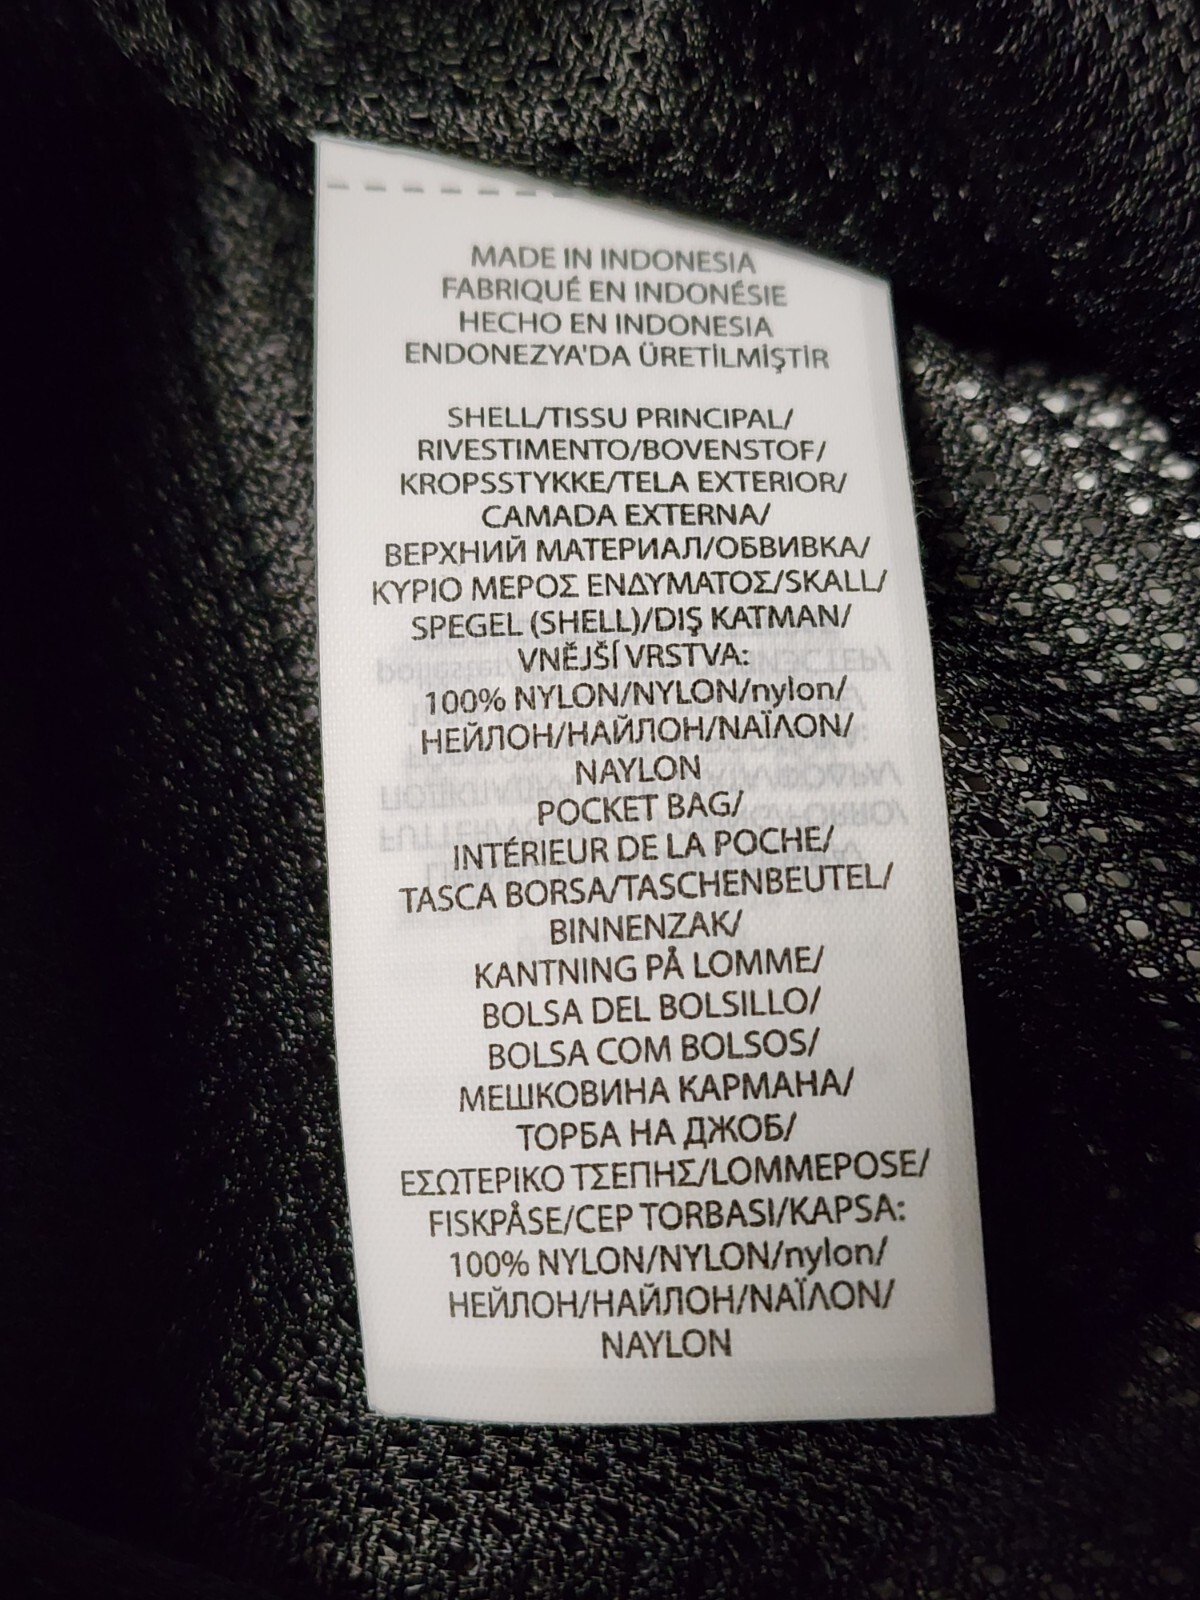 MADE IN INDONESIA
FABRIQUÉ EN INDONÉSIE
HECHO EN INDONESIA
ENDONEZYA'DA ÜRETİLMİŞTİR
SHELL/TISSU PRINCIPAL/
RIVESTIMENTO/BOVENSTOF/
KROPSSTYKKE/TELA EXTERIOR/
CAMADA EXTERNA/
ВЕРХНИЙ МАТЕРИАЛ/ОБВИВКА/
ΚΥΡΙΟ ΜΕΡΟΣ ΕΝΔΥΜΑΤΟΣ/SKALL/
SPEGEL (SHELL)/DIŞ KATMAN/
VNĚJŠÍ VRSTVA:
100% NYLON/NYLON/nylon/
НЕЙЛОН/НАЙЛОН/ΝΑΪΛΟΝ/
NAYLON
POCKET BAG/
INTÉRIEUR DE LA POCHE/
TASCA BORSA/TASCHENBEUTEL/
BINNENZAK/
KANTNING PÅ LOMME/
BOLSA DEL BOLSILLO/
BOLSA COM BOLSOS/
МЕШКОВИНА КАРМАНА/
ТОРБА НА ДЖОБ/
ΕΣΩΤΕΡΙΚΟ ΤΣΕΠΗΣ/LOMMEPOSE/
FISKPÅSE/CEP TORBASI/KAPSA:
100% NYLON/NYLON/nylon/
НЕЙЛОН/НАЙЛОН/ΝΑΪΛΟΝ/
NAYLON